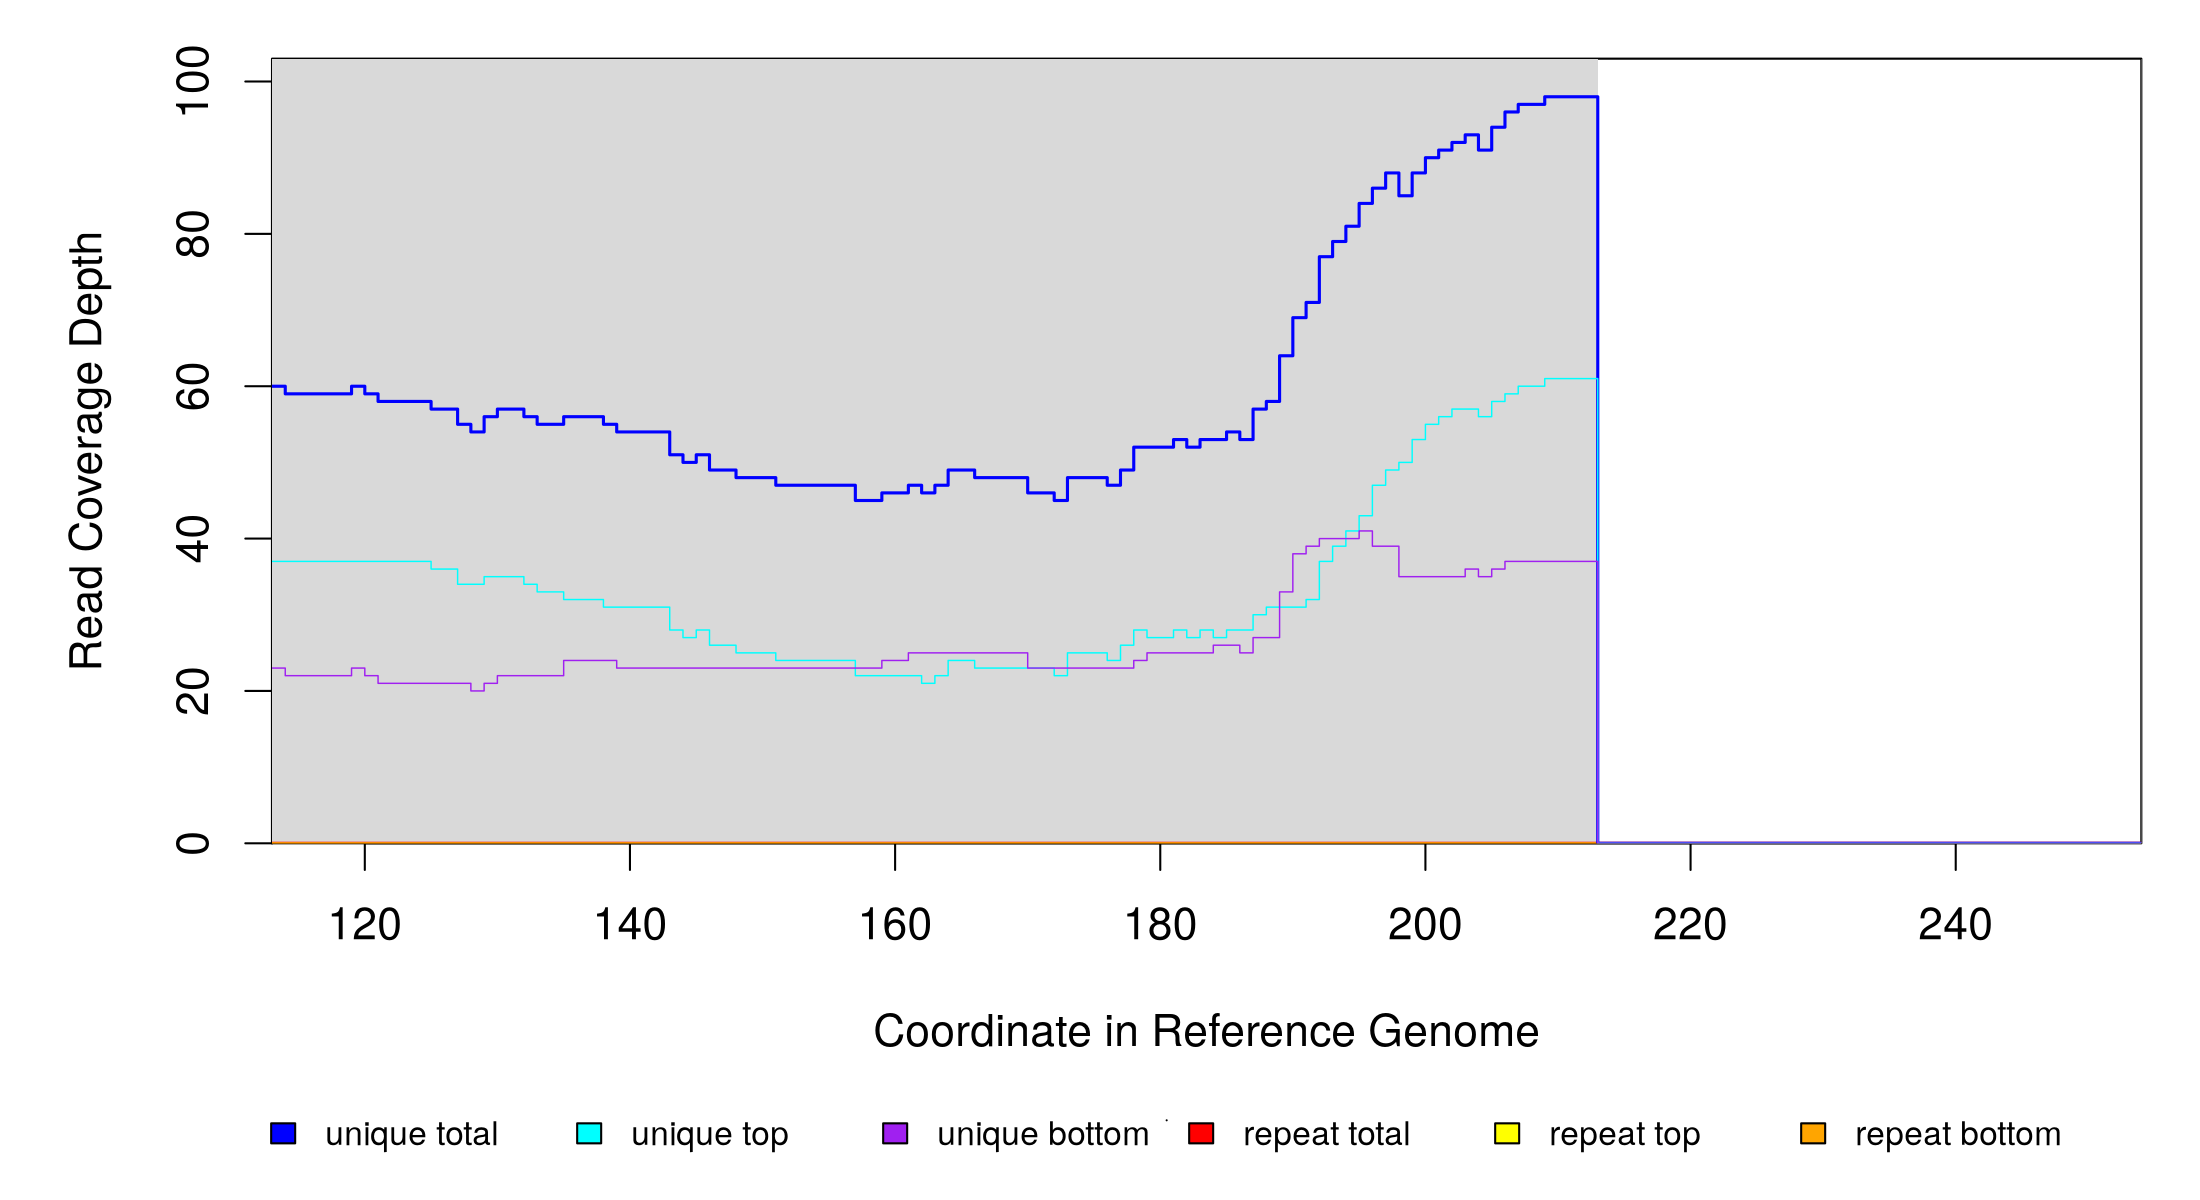 100
80
60
40
20
0
Read Coverage Depth
120 140 160 180 200 220 240
Coordinate in Reference Genome
unique total unique top unique bottom repeat total repeat top repeat bottom